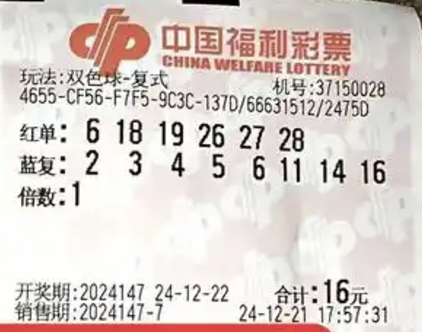 中国福利彩票
CHINA WELFARE LOTTERY
玩法:双色球-复式 机号:37150028
4655-CF56-F7F5-9C3C-137D/66631512/2475D
红单: 6 18 19 26 27 28
蓝复: 2 3 4 5 6 11 14 16
倍数:1
开奖期:2024147 24-12-22 合计:16元
销售期:2024147-7 24-12-21 17:57:31